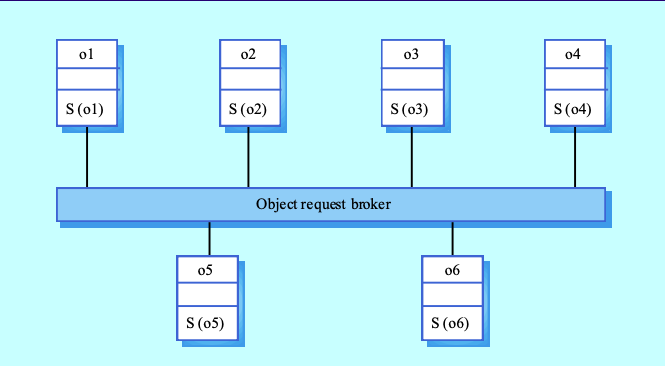 o1
o2
o3
o4
S (o1)
S (o2)
S (o3)
S (o4)
Object request broker
o5
o6
S (o5)
S (o6)